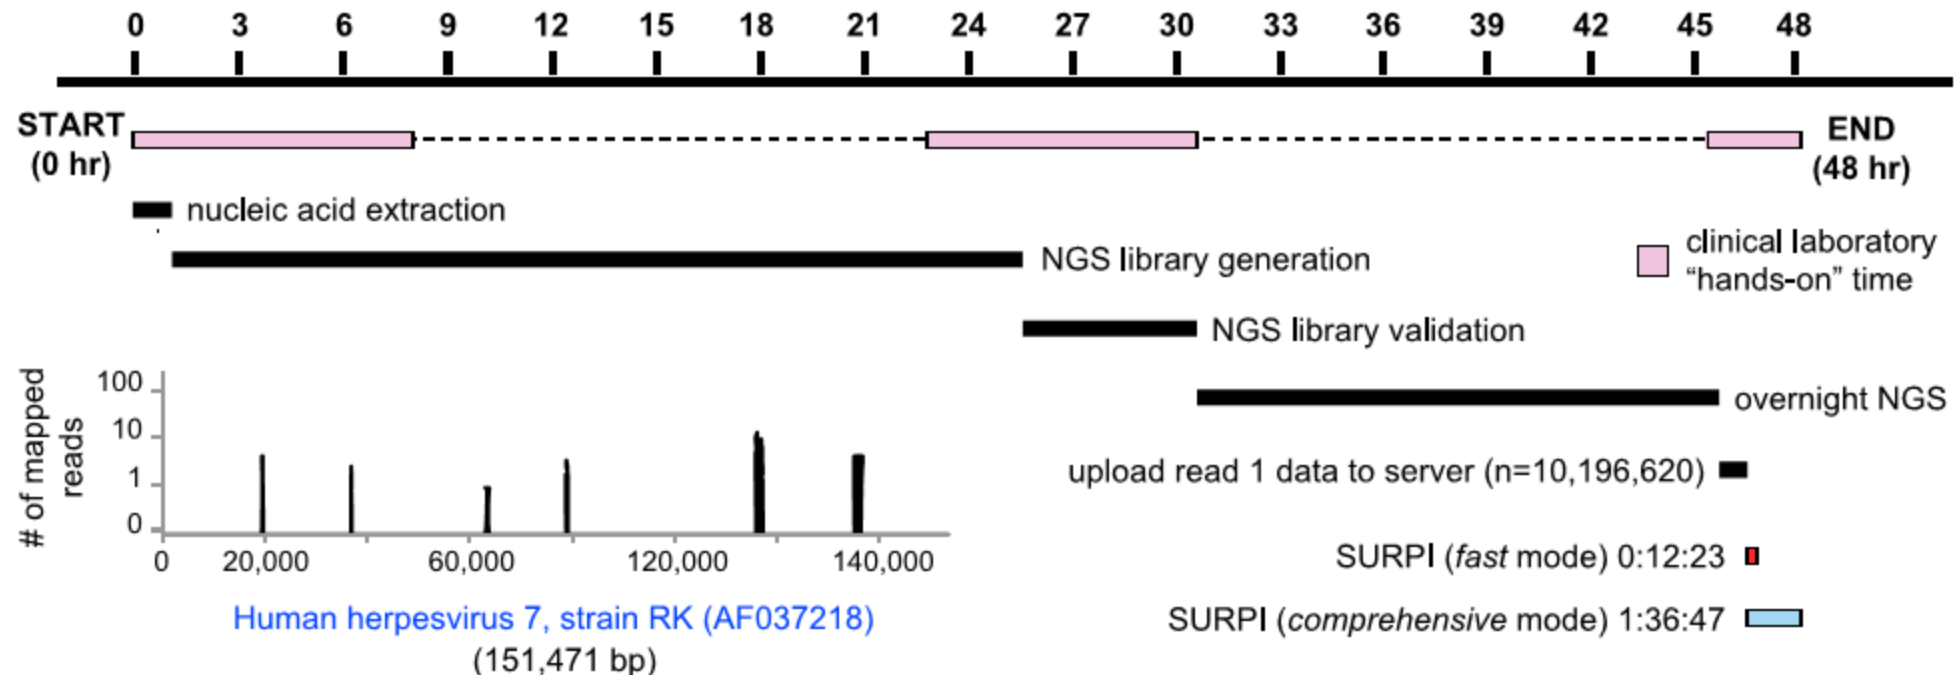 0 3 6 9 12 15 18 21 24 27 30 33 36 39 42 45 48
START
(0 hr)
END
(48 hr)
nucleic acid extraction
NGS library generation
clinical laboratory
“hands-on” time
NGS library validation
overnight NGS
upload read 1 data to server (n=10,196,620)
SURPI (fast mode) 0:12:23
SURPI (comprehensive mode) 1:36:47
# of mapped
reads
100
10
1
0
0 20,000 60,000 120,000 140,000
Human herpesvirus 7, strain RK (AF037218)
(151,471 bp)